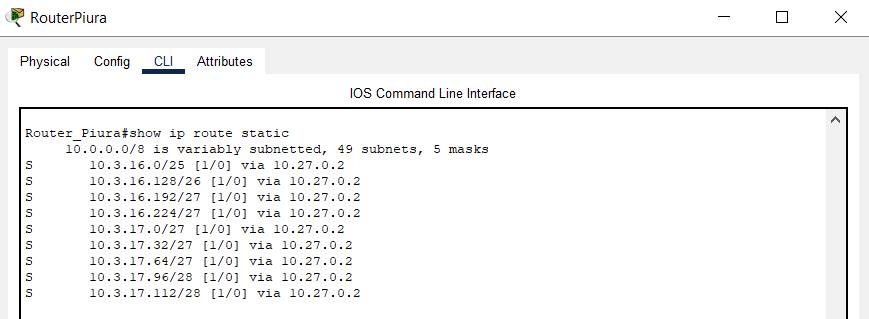 RouterPiura
Physical Config CLI Attributes
IOS Command Line Interface
Router_Piura#show ip route static
10.0.0.0/8 is variably subnetted, 49 subnets, 5 masks
S 10.3.16.0/25 [1/0] via 10.27.0.2
S 10.3.16.128/26 [1/0] via 10.27.0.2
S 10.3.16.192/27 [1/0] via 10.27.0.2
S 10.3.16.224/27 [1/0] via 10.27.0.2
S 10.3.17.0/27 [1/0] via 10.27.0.2
S 10.3.17.32/27 [1/0] via 10.27.0.2
S 10.3.17.64/27 [1/0] via 10.27.0.2
S 10.3.17.96/28 [1/0] via 10.27.0.2
S 10.3.17.112/28 [1/0] via 10.27.0.2